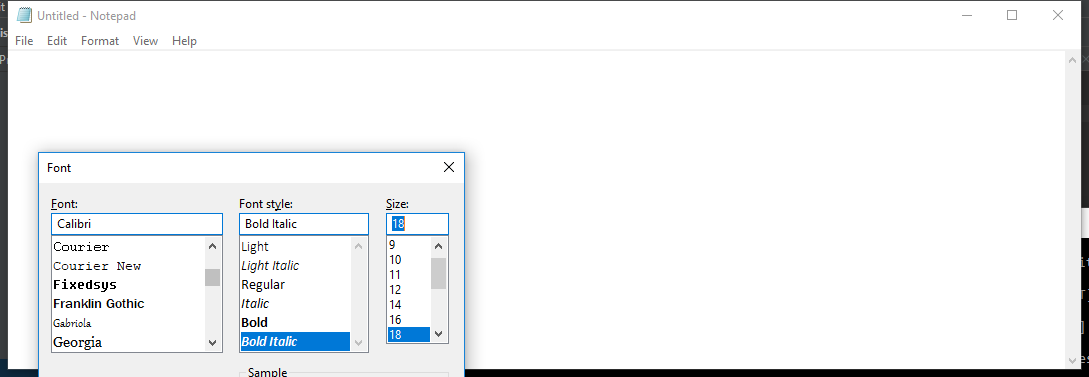 Untitled - Notepad
File Edit Format View Help
Font
Font: Font style: Size:
Calibri Bold Italic 18
Courier Light 9
Courier New Light Italic 10
Fixedsys Regular 11
Franklin Gothic Italic 12
Gabriola Bold 14
Georgia Bold Italic 16
18
Sample